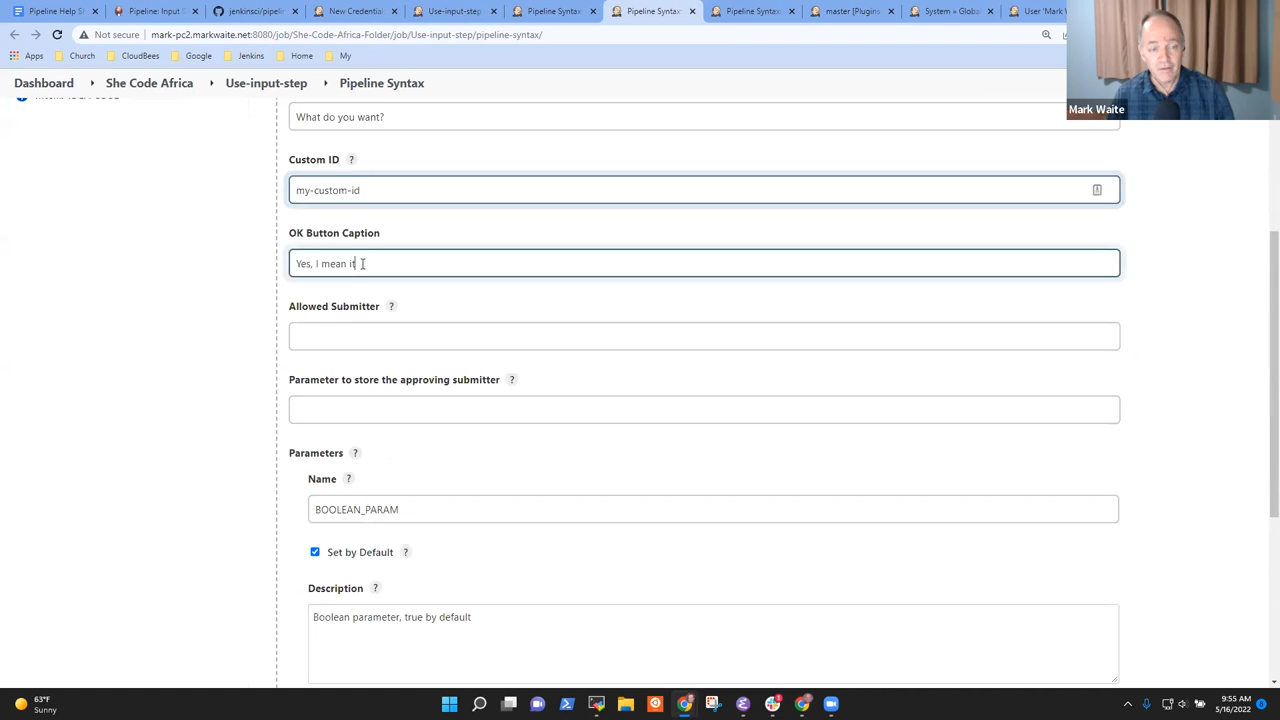 Pipeline Help Sh
Pipeline: Input S
jenkinsci/pipelin
New Credential
Use-input-step
Pipeline Syntax
Pipeline Syntax
Pipeline Syntax
master [Plugins
System » Globa
User 'Mark
Not secure
mark-pc2.markwaite.net:8080/job/She-Code-Africa-Folder/job/Use-input-step/pipeline-syntax/
Apps
Church
CloudBees
Google
Jenkins
Home
My
Dashboard
She Code Africa
Use-input-step
Pipeline Syntax
Mark Waite
What do you want?
Custom ID ?
my-custom-id
OK Button Caption
Yes, I mean it
Allowed Submitter ?
Parameter to store the approving submitter ?
Parameters ?
Name ?
BOOLEAN_PARAM
Set by Default ?
Description ?
Boolean parameter, true by default
63°F
Sunny
9:55 AM
5/16/2022